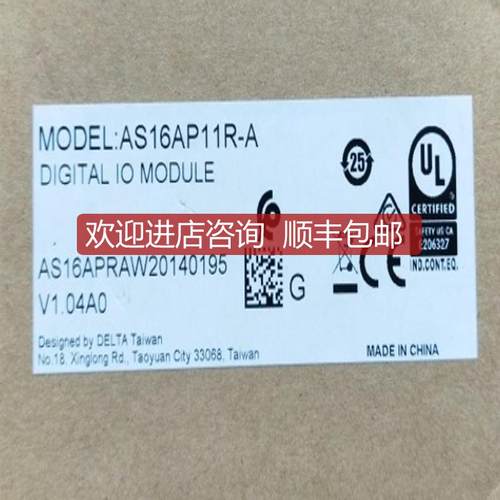 MODEL:AS16AP11R-A
DIGITAL IO MODULE
25
UL
CERTIFIED
SAFETY US CA
E206327
IND.CONT.EQ.
欢迎进店咨询 顺丰包邮
AS16APRAW20140195
G
V1.04A0
Designed by DELTA Taiwan
No.18, Xinglong Rd., Taoyuan City 33068, Taiwan
MADE IN CHINA